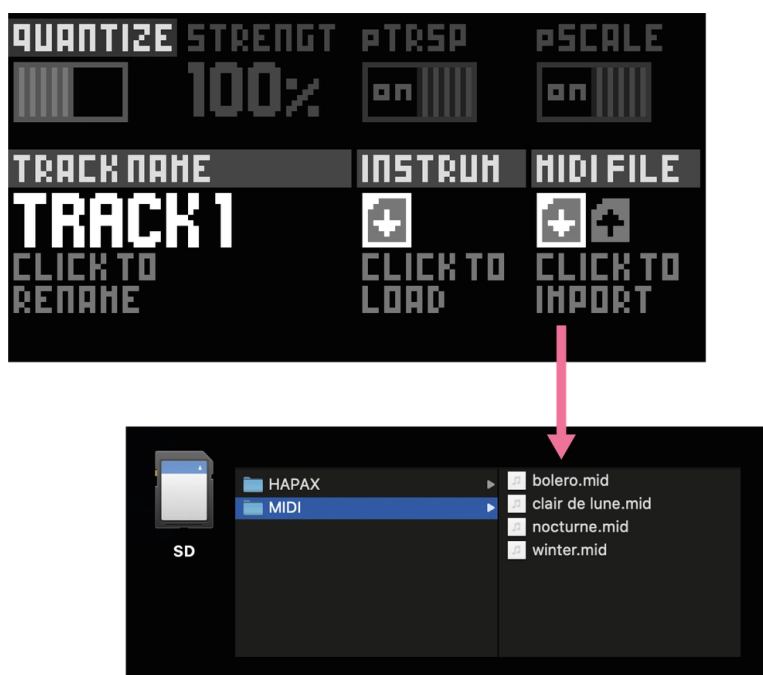 QUANTIZE STRENGT pTRSP pSCALE
100% on on
TRACK NAME INSTRUM MIDI FILE
TRACK 1
CLICK TO CLICK TO CLICK TO
RENAME LOAD IMPORT
SD
HAPAX
MIDI
bolero.mid
clair de lune.mid
nocturne.mid
winter.mid